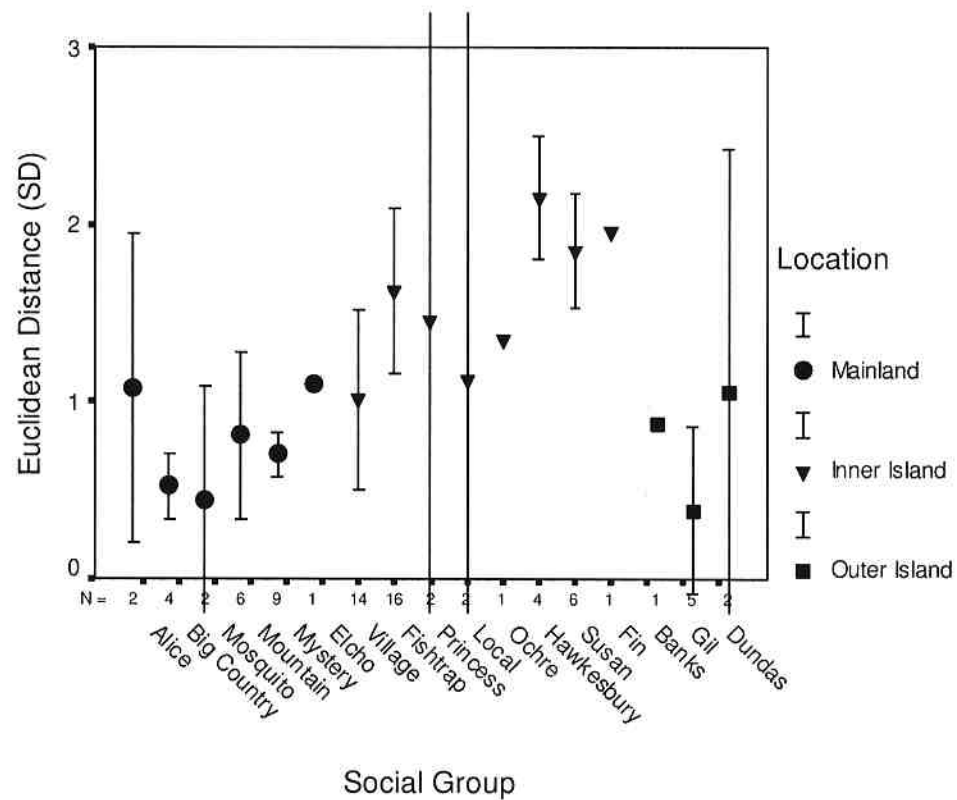 3
2
1
0
Euclidean Distance (SD)
N = 2 4 2 6 9 1 14 16 2 2 1 4 6 1 1 5 2
Alice
Big Country
Mosquito
Mountain
Mystery
Elcho
Village
Fishtrap
Princess
Local
Ochre
Hawkesbury
Susan
Fin
Banks
Gil
Dundas
Social Group
Location
Mainland
Inner Island
Outer Island